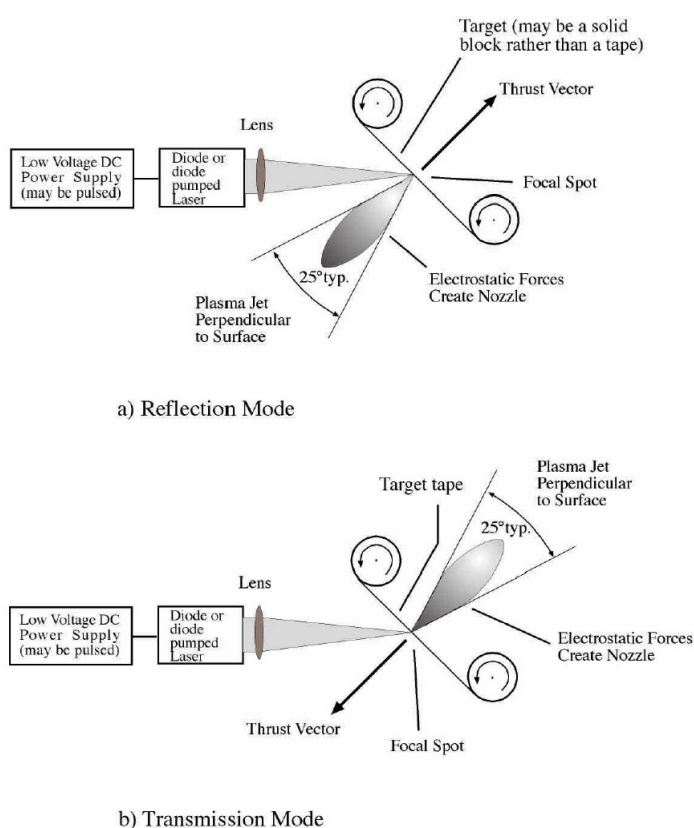 Target (may be a solid
block rather than a tape)
Thrust Vector
Lens
Low Voltage DC
Power Supply
(may be pulsed)
Diode or
diode
pumped
Laser
Focal Spot
25°typ.
Electrostatic Forces
Create Nozzle
Plasma Jet
Perpendicular
to Surface
a) Reflection Mode
Plasma Jet
Perpendicular
to Surface
Target tape
25°typ.
Lens
Low Voltage DC
Power Supply
(may be pulsed)
Diode or
diode
pumped
Laser
Electrostatic Forces
Create Nozzle
Thrust Vector
Focal Spot
b) Transmission Mode